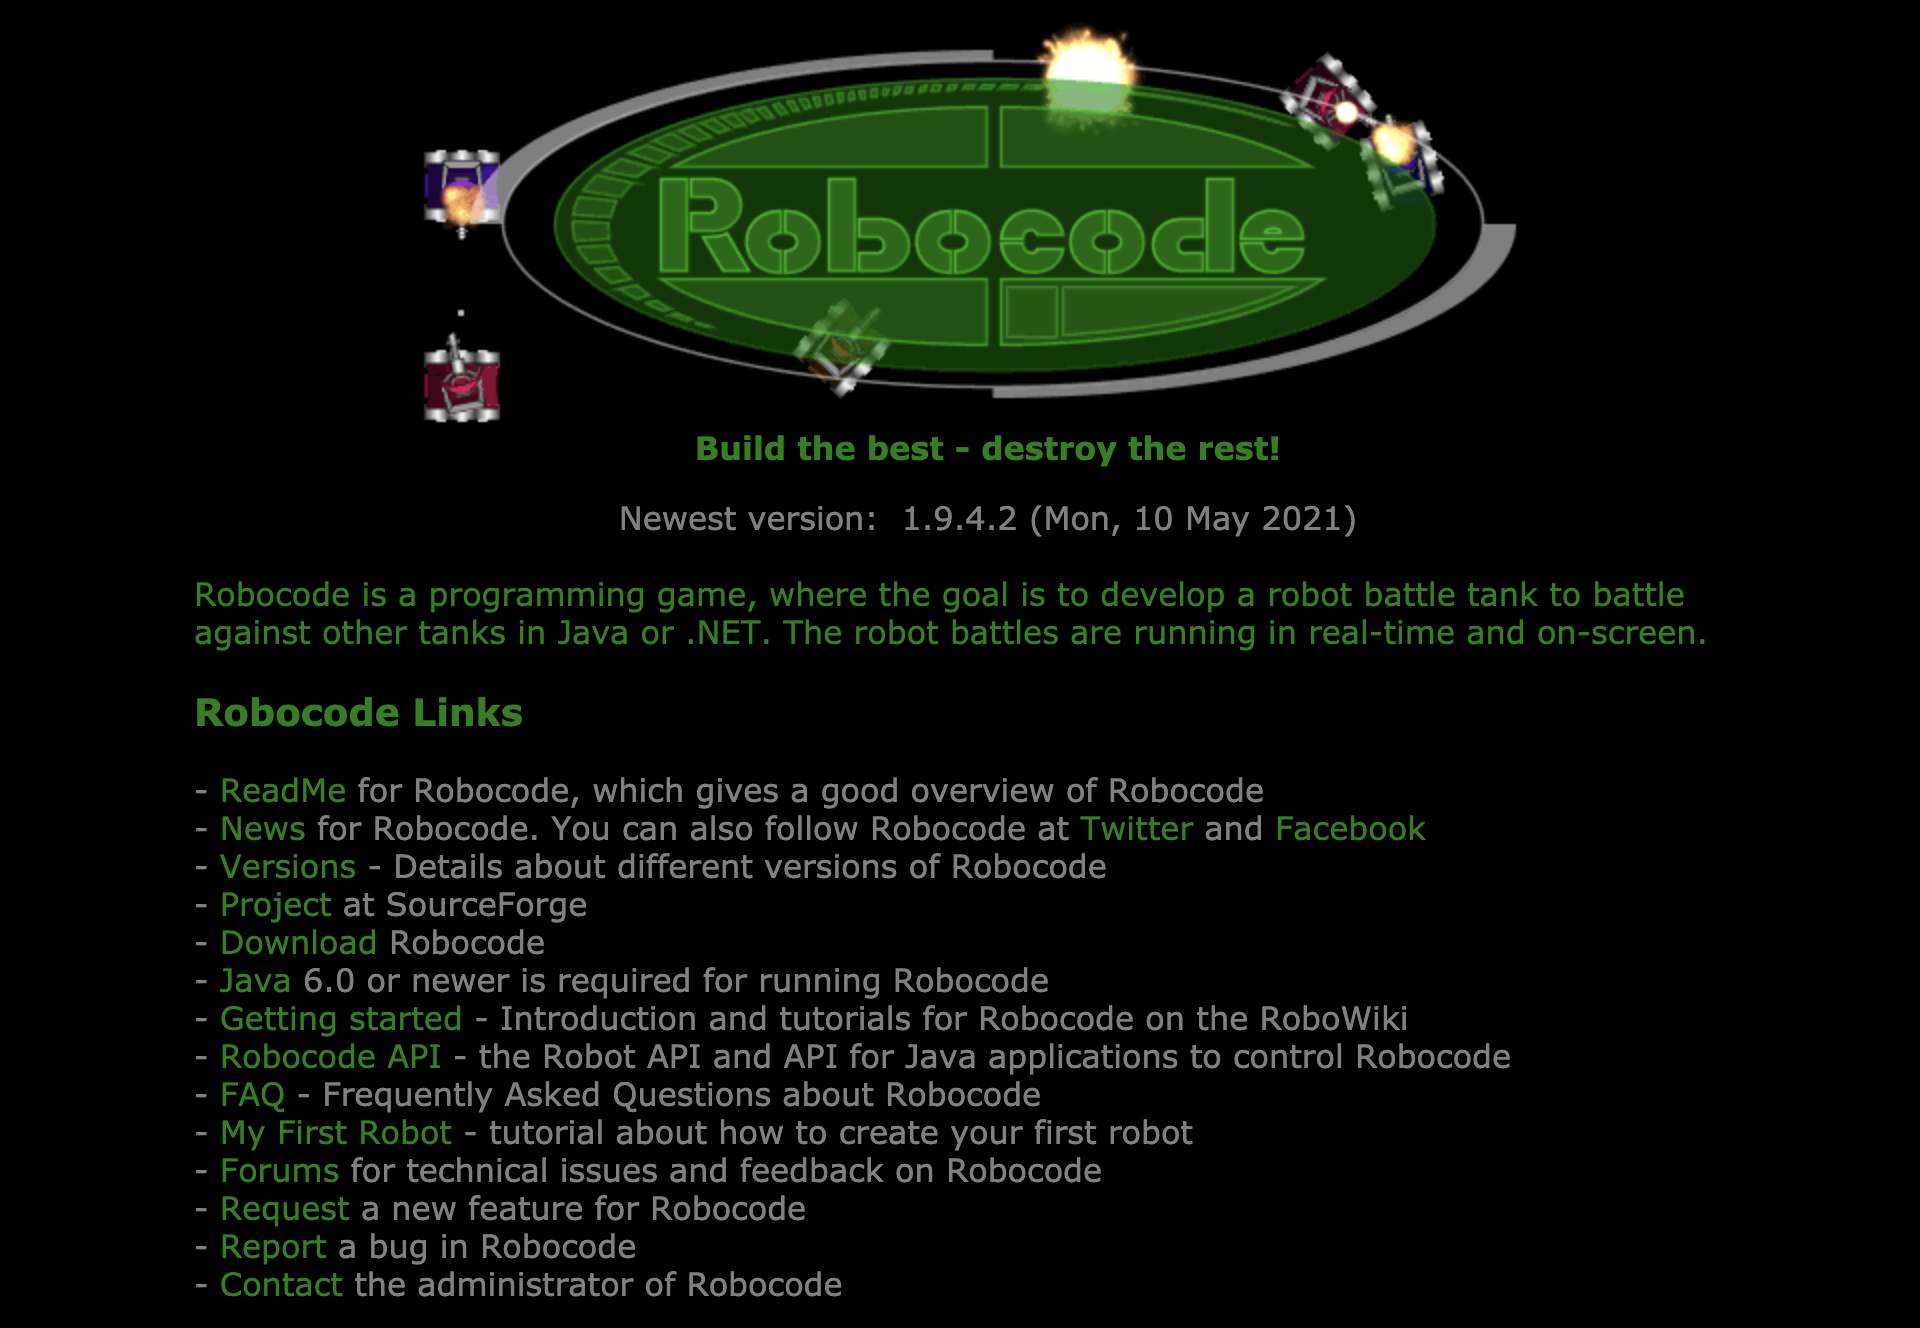 Robocode
Build the best - destroy the rest!
Newest version: 1.9.4.2 (Mon, 10 May 2021)
Robocode is a programming game, where the goal is to develop a robot battle tank to battle
against other tanks in Java or .NET. The robot battles are running in real-time and on-screen.
Robocode Links
- ReadMe for Robocode, which gives a good overview of Robocode
- News for Robocode. You can also follow Robocode at Twitter and Facebook
- Versions - Details about different versions of Robocode
- Project at SourceForge
- Download Robocode
- Java 6.0 or newer is required for running Robocode
- Getting started - Introduction and tutorials for Robocode on the RoboWiki
- Robocode API - the Robot API and API for Java applications to control Robocode
- FAQ - Frequently Asked Questions about Robocode
- My First Robot - tutorial about how to create your first robot
- Forums for technical issues and feedback on Robocode
- Request a new feature for Robocode
- Report a bug in Robocode
- Contact the administrator of Robocode